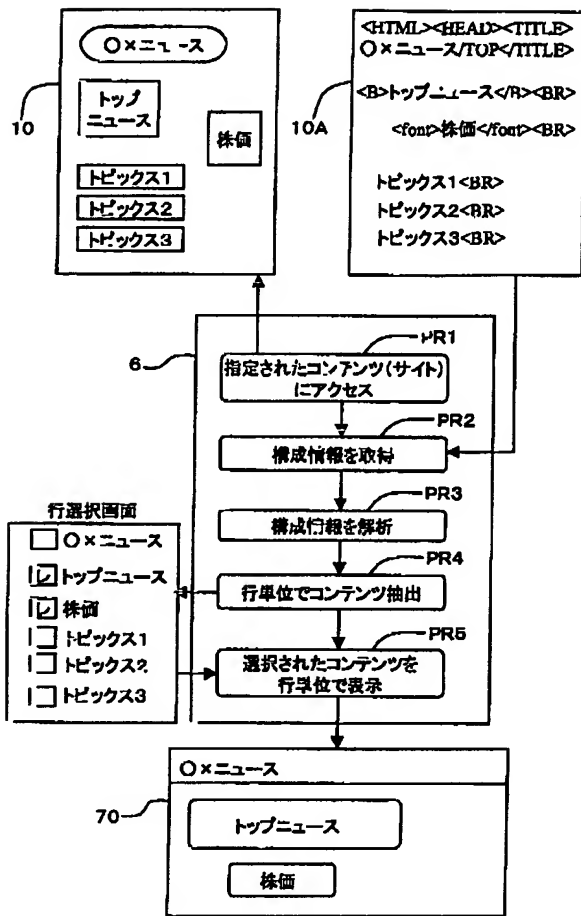 ○×ニュース
トップ
ニュース
株価
トピックス1
トピックス2
トピックス3
10
<HTML><HEAD><TITLE>
○×ニュース/TOP</TITLE>
<B>トップニュース</B><BR>
<font>株価</font><BR>
トピックス1<BR>
トピックス2<BR>
トピックス3<BR>
10A
6
PR1
指定されたコンテンツ(サイト)
にアクセス
PR2
構成情報を取得
PR3
構成情報を解析
PR4
行単位でコンテンツ抽出
PR5
選択されたコンテンツを
行単位で表示
行選択画面
○×ニュース
トップニュース
株価
トピックス1
トピックス2
トピックス3
70
○×ニュース
トップニュース
株価